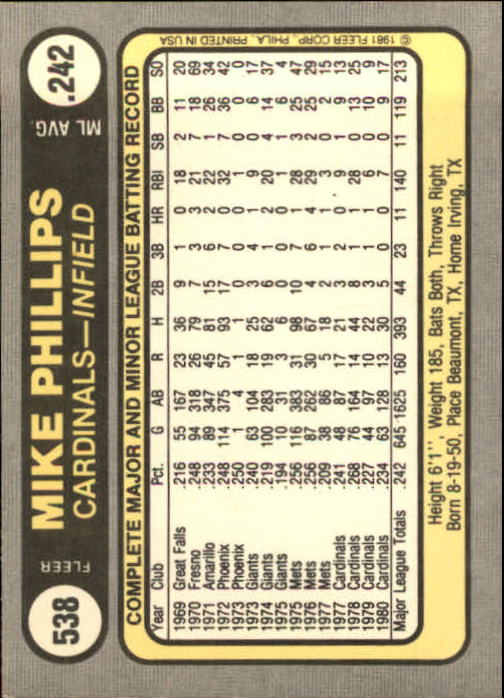 538
FLEER
MIKE PHILLIPS
CARDINALS—INFIELD
ML AVG.
.242
COMPLETE MAJOR AND MINOR LEAGUE BATTING RECORD
Year Club Pct. G AB R H 2B 3B HR RBI SB BB SO
1969 Great Falls .216 55 167 23 36 9 1 0 18 2 11 20
1970 Fresno .248 94 318 26 79 7 3 3 21 7 18 69
1971 Amarillo .233 89 347 45 81 15 6 2 22 1 26 34
1972 Phoenix .248 114 375 57 93 17 7 1 32 7 36 42
1973 Phoenix .250 1 4 1 1 0 0 0 1 0 0 0
1973 Giants .240 63 104 18 25 3 4 1 9 0 6 17
1974 Giants .219 100 283 19 62 6 1 2 20 4 14 37
1975 Giants .194 10 31 3 6 0 0 0 1 1 6 4
1975 Mets .256 116 383 31 98 10 7 1 28 3 25 47
1976 Mets .256 87 262 30 67 4 6 4 29 2 25 29
1977 Mets .209 38 86 5 18 2 1 1 3 0 2 15
1977 Cardinals .241 48 87 17 21 3 2 0 9 1 9 13
1978 Cardinals .268 76 164 14 44 8 1 1 28 0 13 25
1979 Cardinals .227 44 97 10 22 3 1 1 6 0 10 9
1980 Cardinals .234 63 128 13 30 5 0 0 7 0 9 17
Major League Totals .242 645 1625 160 393 44 23 11 140 11 119 213
Height 6'1", Weight 185, Bats Both, Throws Right
Born 8-19-50, Place Beaumont, TX, Home Irving, TX
© 1981 FLEER CORP., PHILA., PRINTED IN USA